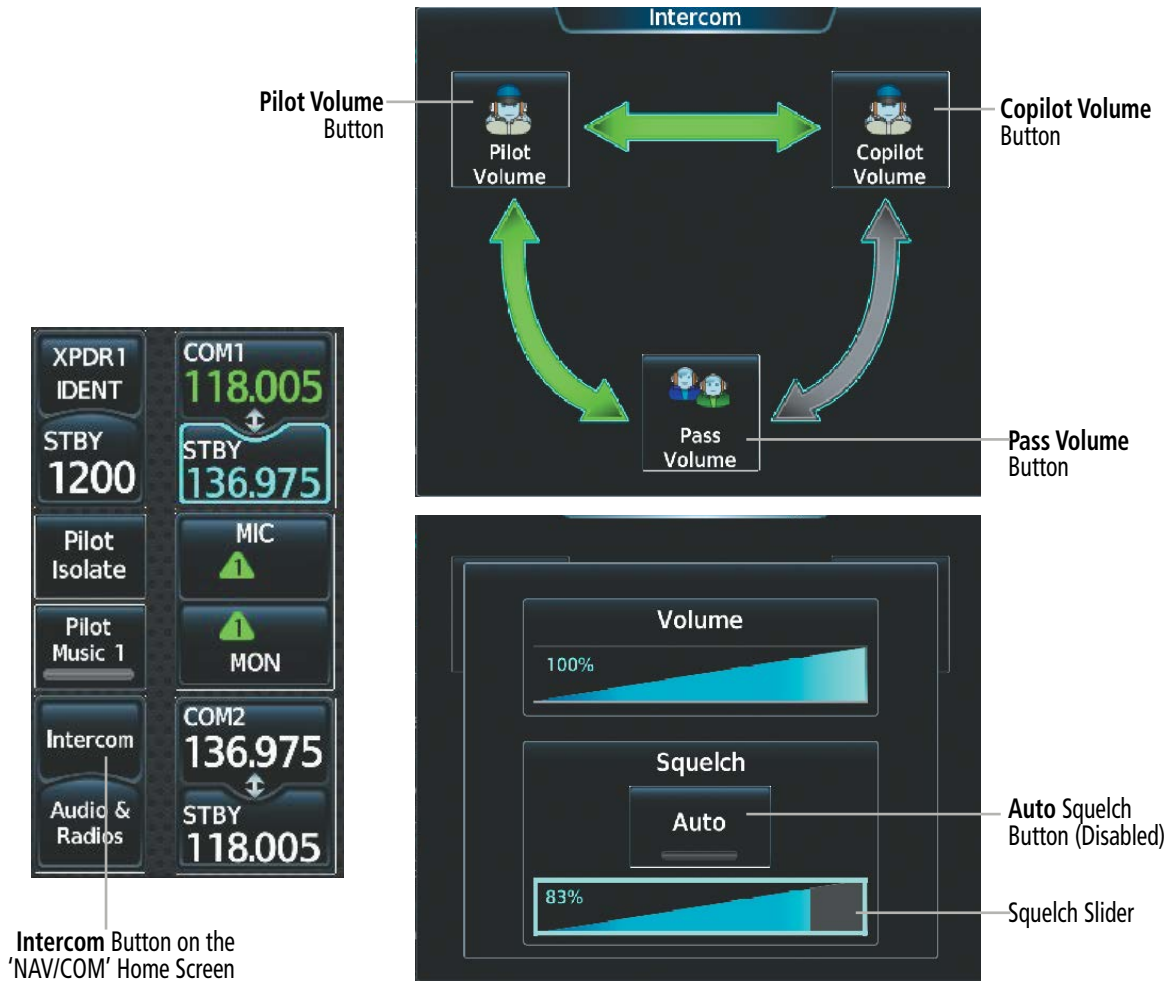 Intercom
Pilot Volume
Button
Pilot
Volume
Copilot
Volume
Copilot Volume
Button
Pass
Volume
Pass Volume
Button
XPDR1
IDENT
STBY
1200
Pilot
Isolate
Pilot
Music 1
Intercom
Audio &
Radios
COM1
118.005
STBY
136.975
MIC
1
1
MON
COM2
136.975
STBY
118.005
Intercom Button on the
'NAV/COM' Home Screen
Volume
100%
Squelch
Auto
83%
Auto Squelch
Button (Disabled)
Squelch Slider